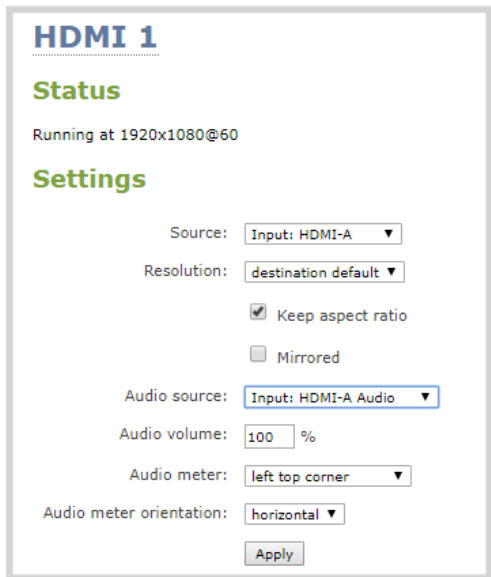 HDMI 1
Status
Running at 1920x1080@60
Settings
Source: Input: HDMI-A
Resolution: destination default
Keep aspect ratio
Mirrored
Audio source: Input: HDMI-A Audio
Audio volume: 100 %
Audio meter: left top corner
Audio meter orientation: horizontal
Apply